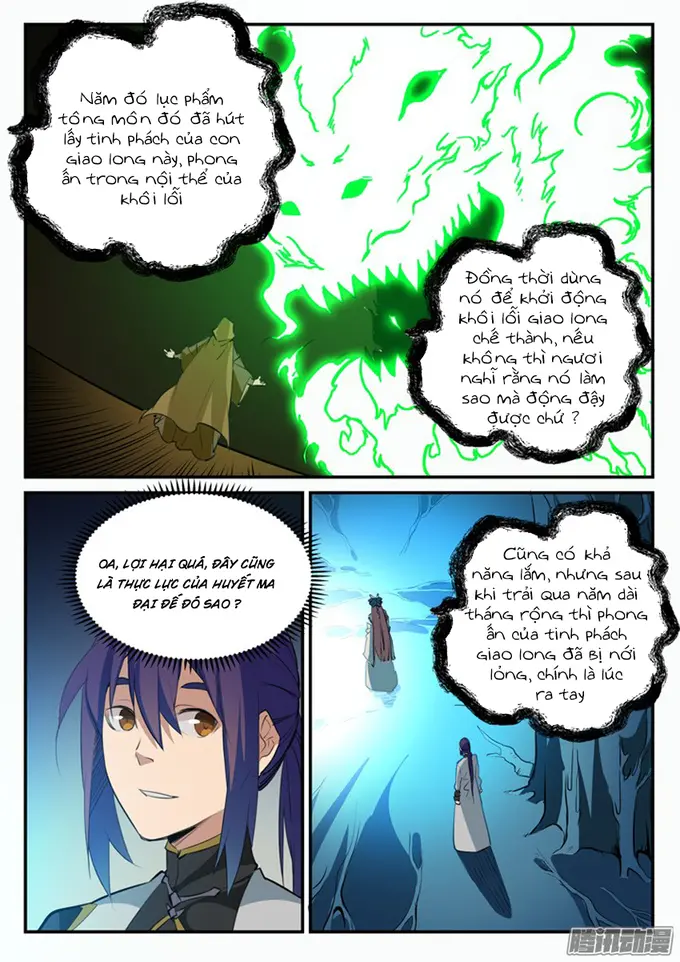 Năm đó lục phẩm
tông môn đó đã hút
lấy tinh phách của con
giao long này, phong
ấn trong nội thể của
khôi lỗi
Đồng thời dùng
nó để khởi động
khôi lỗi giao long
chế thành, nếu
không thì ngươi
nghĩ rằng nó làm
sao mà động đậy
được chứ ?
OA, LỢI HẠI QUÁ, ĐÂY CŨNG
LÀ THỰC LỰC CỦA HUYẾT MA
ĐẠI ĐẾ ĐÓ SAO ?
Cũng có khả
năng lắm, nhưng sau
khi trải qua năm dài
tháng rộng thì phong
ấn của tinh phách
giao long đã bị nới
lỏng, chính là lúc
ra tay
腾讯动漫